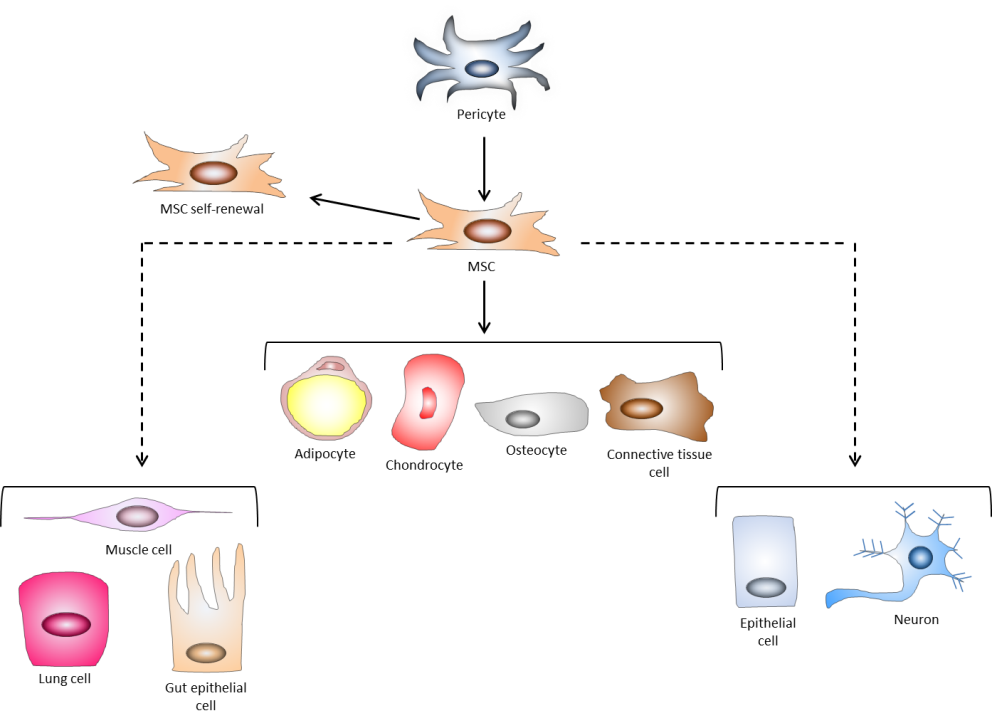 Pericyte
MSC self-renewal
MSC
Adipocyte
Chondrocyte
Osteocyte
Connective tissue
cell
Muscle cell
Lung cell
Gut epithelial
cell
Epithelial
cell
Neuron